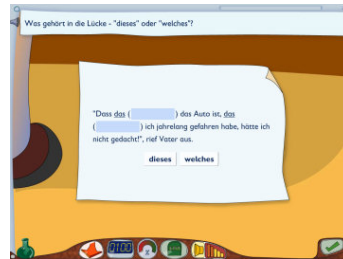 Was gehört in die Lücke - "dieses" oder "welches"?
"Dass das (          ) das Auto ist, das
(          ) ich jahrelang gefahren habe, hätte ich
nicht gedacht!", rief Vater aus.
dieses welches
0100